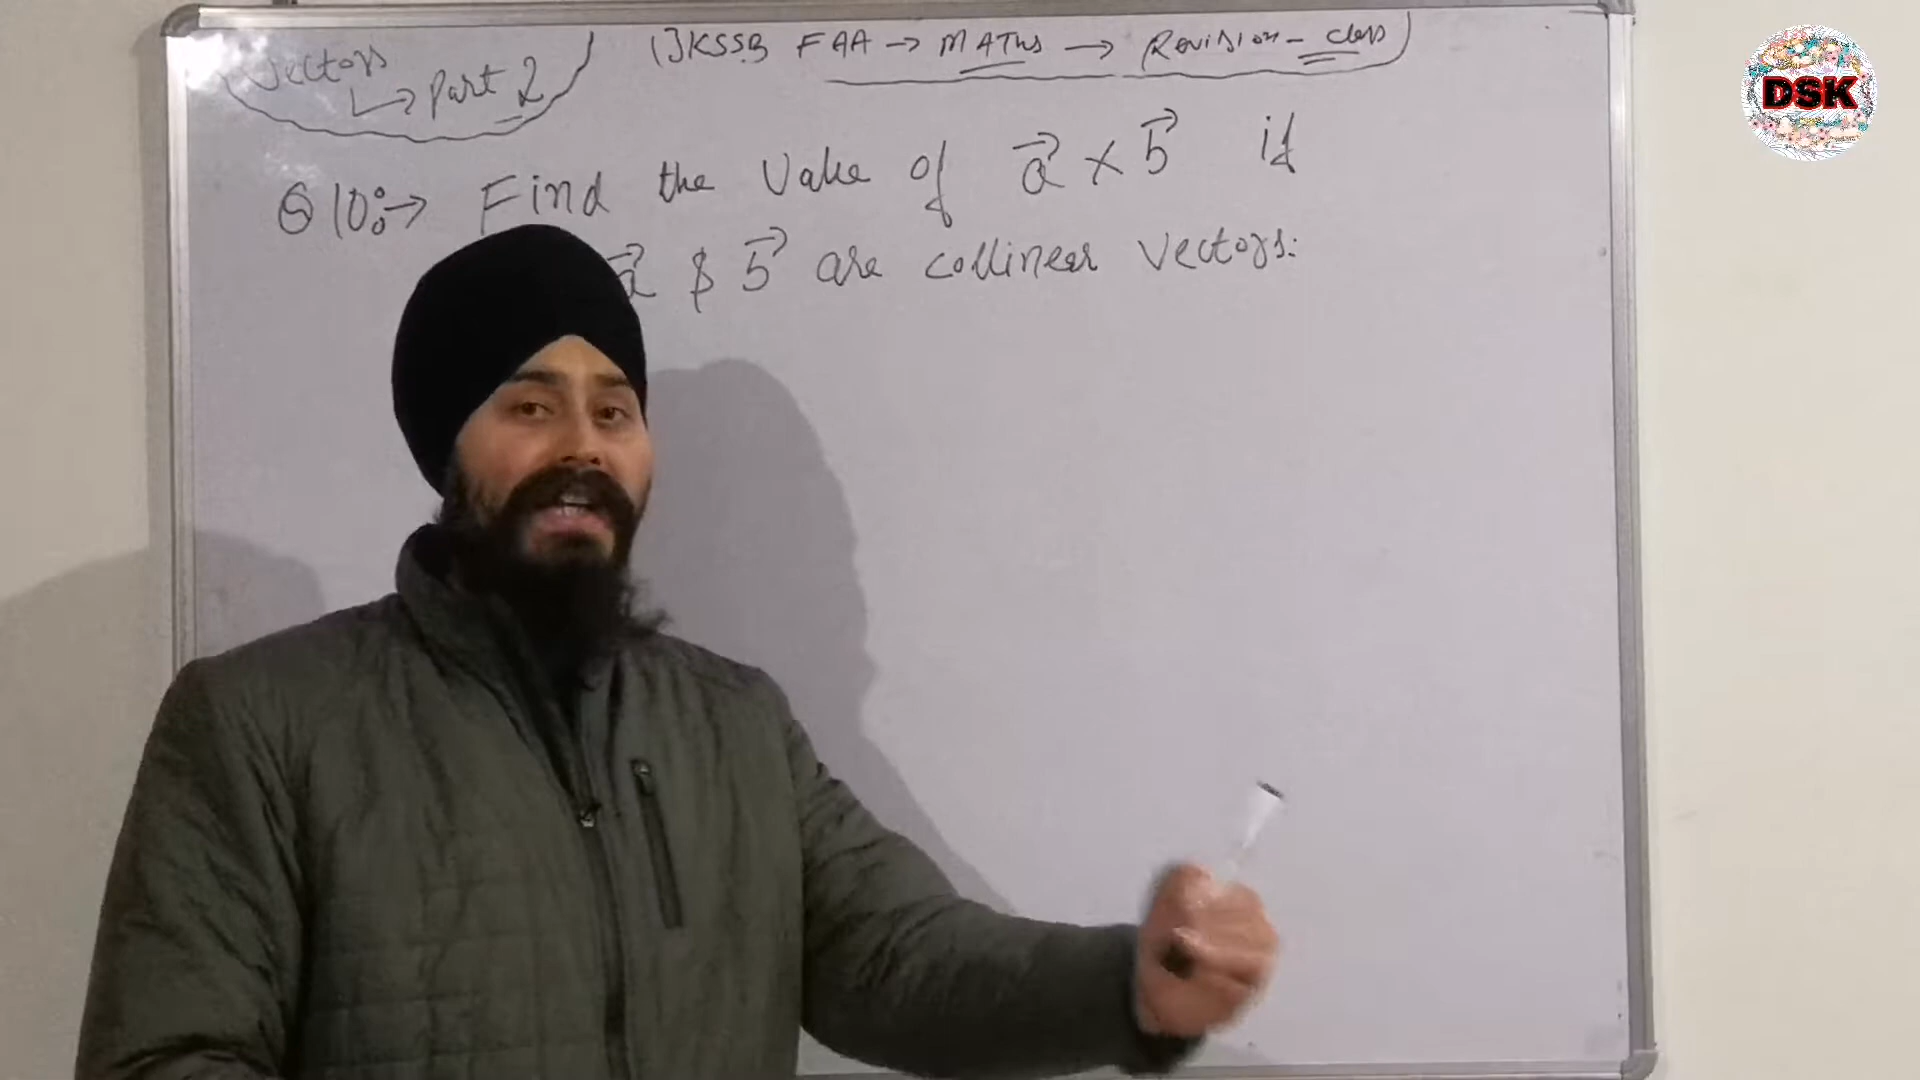 Vectors
↳ Part 2
JKSSB FAA → MATHS → Revision - class
Q10:→ Find the Value of a⃗ × b⃗ if
a⃗ & b⃗ are collinear vectors:
DSK